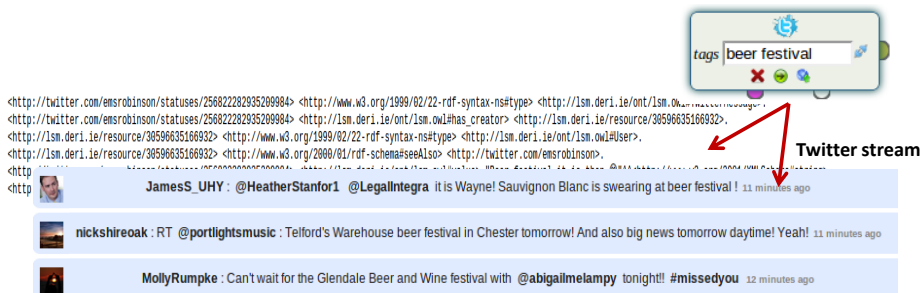 tags beer festival
<http://twitter.com/emsrobinson/statuses/256822282935209984> <http://www.w3.org/1999/02/22-rdf-syntax-ns#type> <http://lsm.deri.ie/ont/lsm.owl#TwitterMessage>.
<http://twitter.com/emsrobinson/statuses/256822282935209984> <http://lsm.deri.ie/ont/lsm.owl#has_creator> <http://lsm.deri.ie/resource/30596635166932>.
<http://lsm.deri.ie/resource/30596635166932> <http://www.w3.org/1999/02/22-rdf-syntax-ns#type> <http://lsm.deri.ie/ont/lsm.owl#User>.
<http://lsm.deri.ie/resource/30596635166932> <http://www.w3.org/2000/01/rdf-schema#seeAlso> <http://twitter.com/emsrobinson>.
Twitter stream
<http
<http
JamesS_UHY : @HeatherStanfor1 @LegalIntegra it is Wayne! Sauvignon Blanc is swearing at beer festival ! 11 minutes ago
nickshireoak : RT @portlightsmusic : Telford's Warehouse beer festival in Chester tomorrow! And also big news tomorrow daytime! Yeah! 11 minutes ago
MollyRumpke : Can't wait for the Glendale Beer and Wine festival with @abigailmelampy tonight!! #missedyou 12 minutes ago